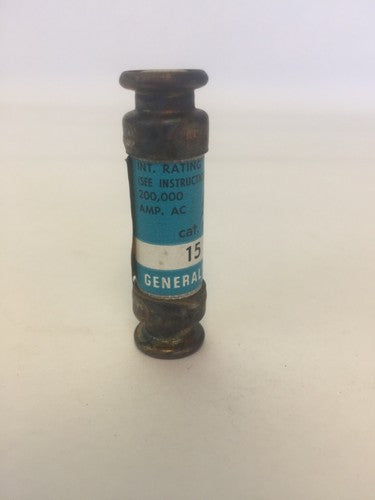 INT. RATING
(SEE INSTRUCTIO
200,000
AMP. AC
cat.
15
GENERAL